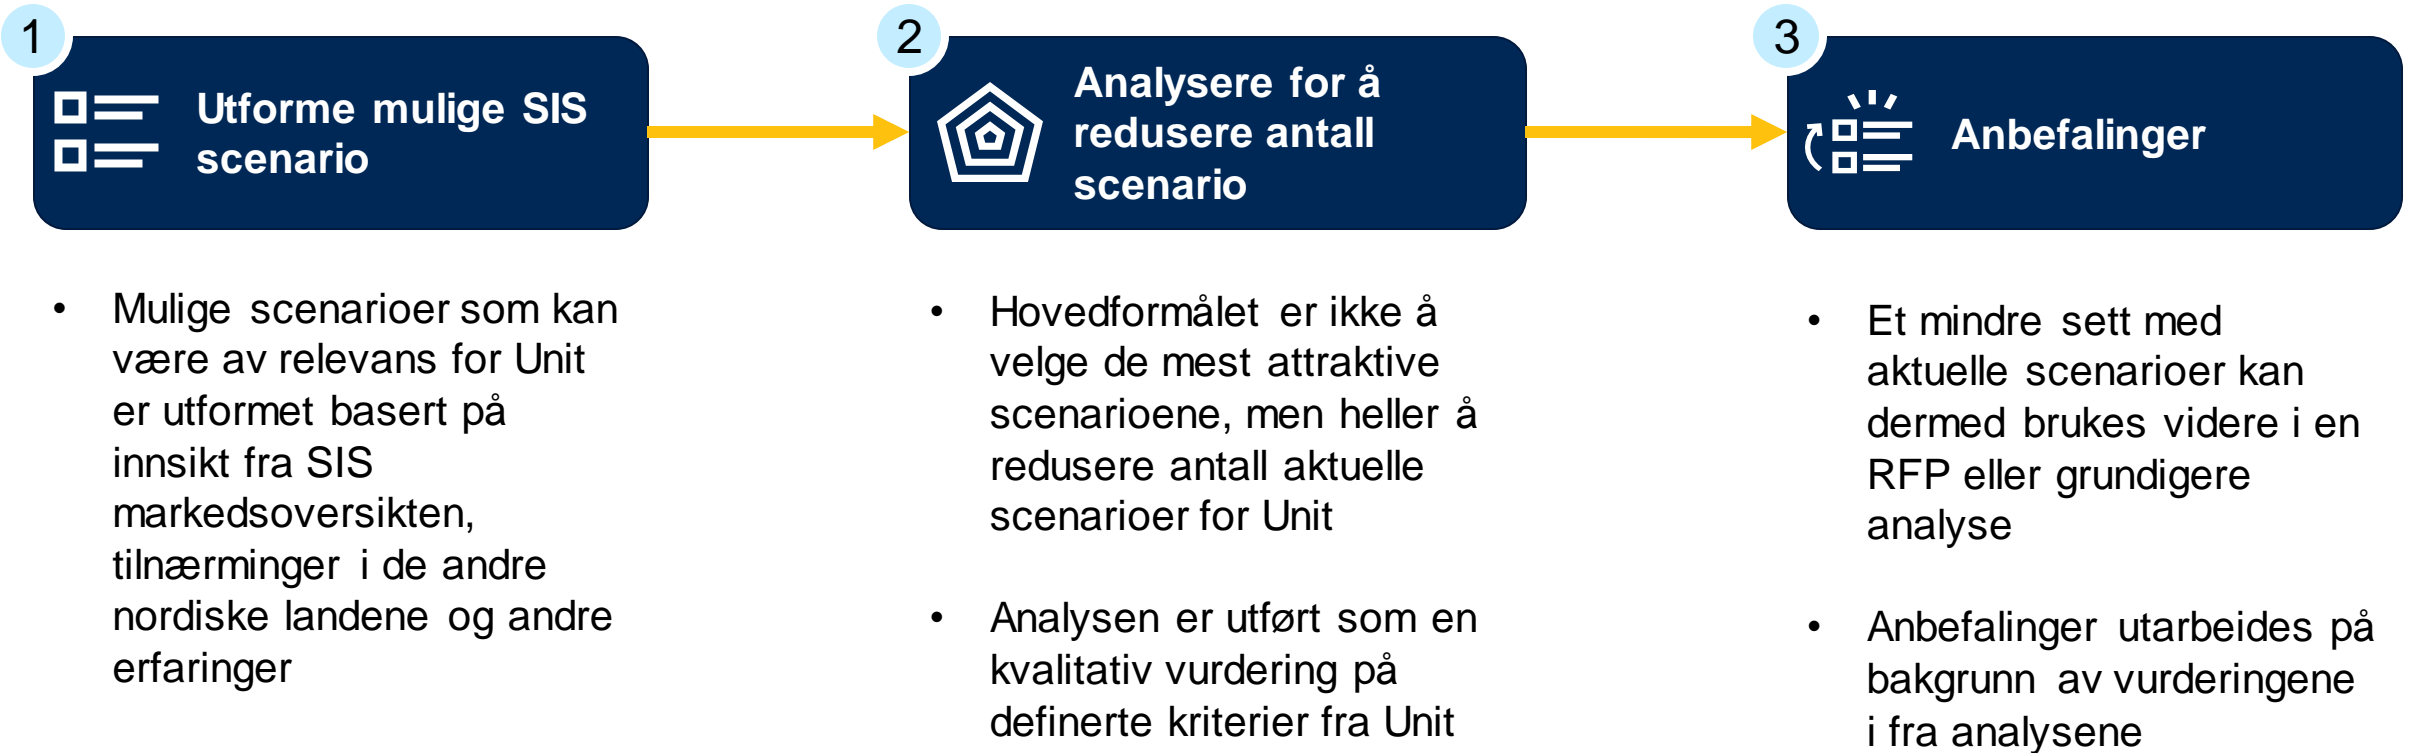 1
Utforme mulige SIS
scenario
• Mulige scenarioer som kan
være av relevans for Unit
er utformet basert på
innsikt fra SIS
markedsoversikten,
tilnærminger i de andre
nordiske landene og andre
erfaringer
2
Analysere for å
redusere antall
scenario
• Hovedformålet er ikke å
velge de mest attraktive
scenarioene, men heller å
redusere antall aktuelle
scenarioer for Unit
• Analysen er utført som en
kvalitativ vurdering på
definerte kriterier fra Unit
3
Anbefalinger
• Et mindre sett med
aktuelle scenarioer kan
dermed brukes videre i en
RFP eller grundigere
analyse
• Anbefalinger utarbeides på
bakgrunn av vurderingene
i fra analysene